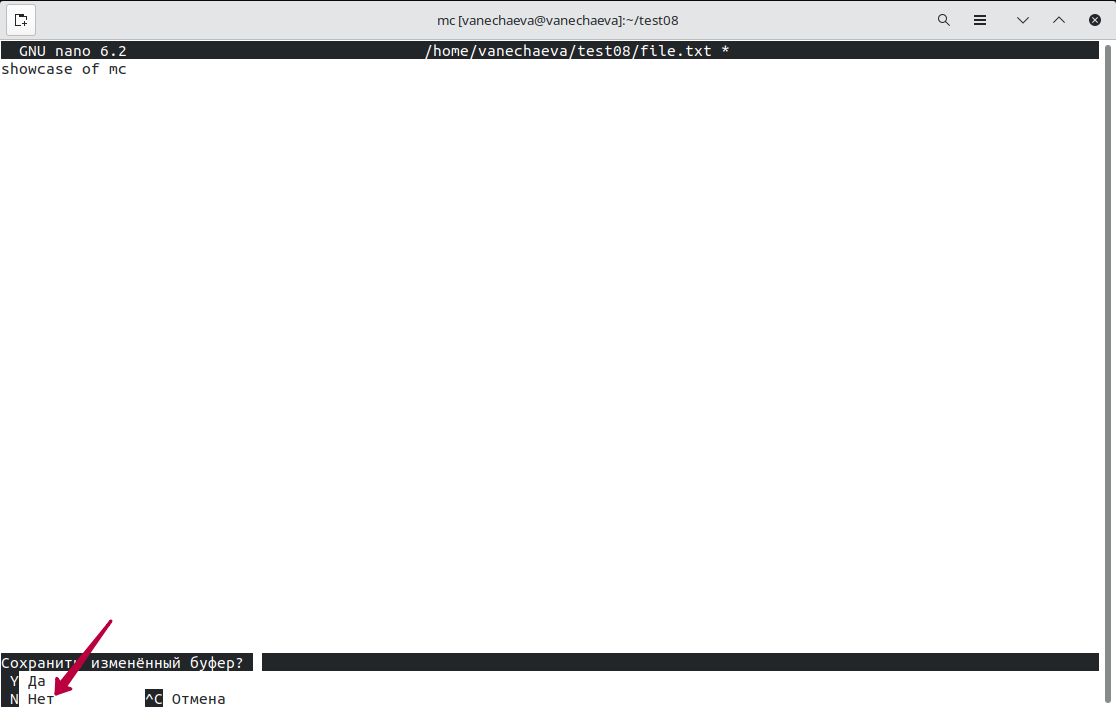 mc [vanechaeva@vanechaeva]:~/test08
GNU nano 6.2 /home/vanechaeva/test08/file.txt *
showcase of mc
Сохранить изменённый буфер?
Y Да
N Нет ^C Отмена